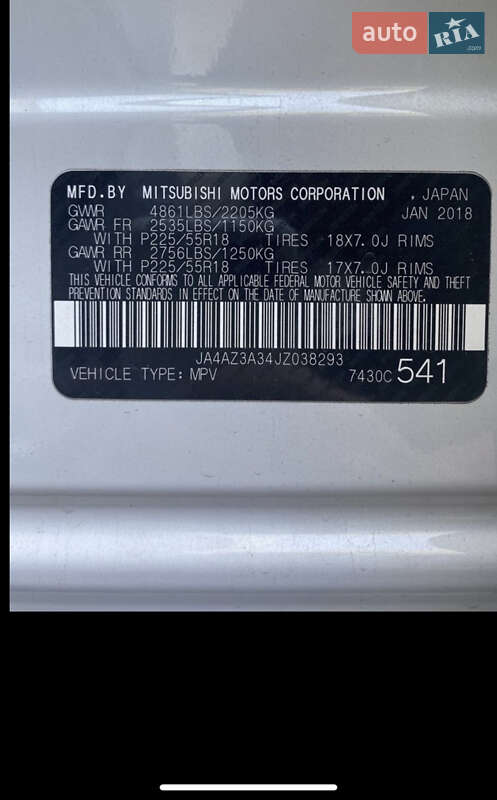 auto RIA .com
MFD.BY MITSUBISHI MOTORS CORPORATION , JAPAN
GVWR 4861LBS/2205KG JAN 2018
GAWR FR 2535LBS/1150KG
WITH P225/55R18 TIRES 18X7.0J RIMS
GAWR RR 2756LBS/1250KG
WITH P225/55R18 TIRES 17X7.0J RIMS
THIS VEHICLE CONFORMS TO ALL APPLICABLE FEDERAL MOTOR VEHICLE SAFETY AND THEFT
PREVENTION STANDARDS IN EFFECT ON THE DATE OF MANUFACTURE SHOWN ABOVE.
JA4AZ3A34JZ038293
VEHICLE TYPE: MPV 7430C 541